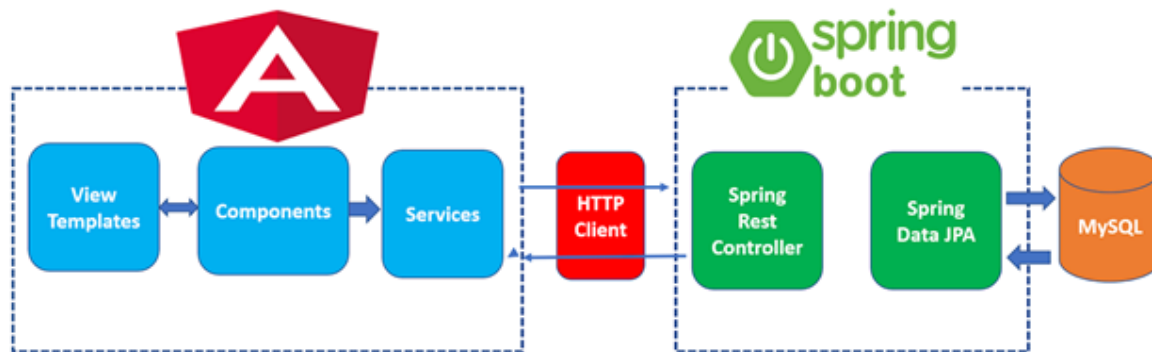 spring
boot
View
Templates
Components
Services
HTTP
Client
Spring
Rest
Controller
Spring
Data JPA
MySQL